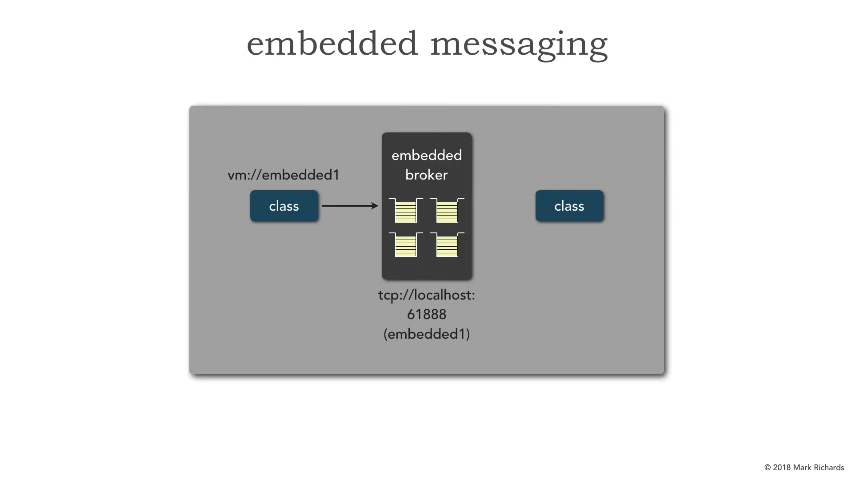 embedded messaging
vm://embedded1
class
embedded
broker
class
tcp://localhost:
61888
(embedded1)
© 2018 Mark Richards